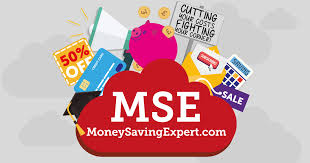 CUTTING
YOUR COSTS
FIGHTING
YOUR CORNER
50%
OFF
SALE
MSE
MoneySavingExpert.com